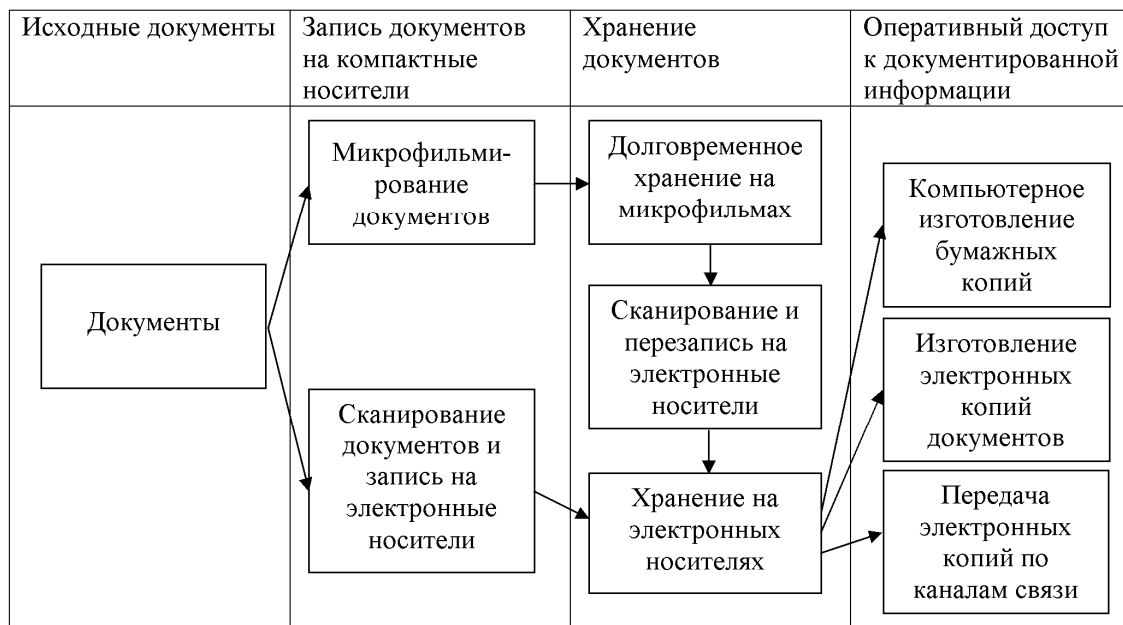 Исходные документы
Запись документов
на компактные
носители
Хранение
документов
Оперативный доступ
к документированной
информации
Документы
Микрофильми-
рование
документов
Сканирование
документов и
запись на
электронные
носители
Долговременное
хранение на
микрофильмах
Сканирование и
перезапись на
электронные
носители
Хранение на
электронных
носителях
Компьютерное
изготовление
бумажных
копий
Изготовление
электронных
копий
документов
Передача
электронных
копий по
каналам связи